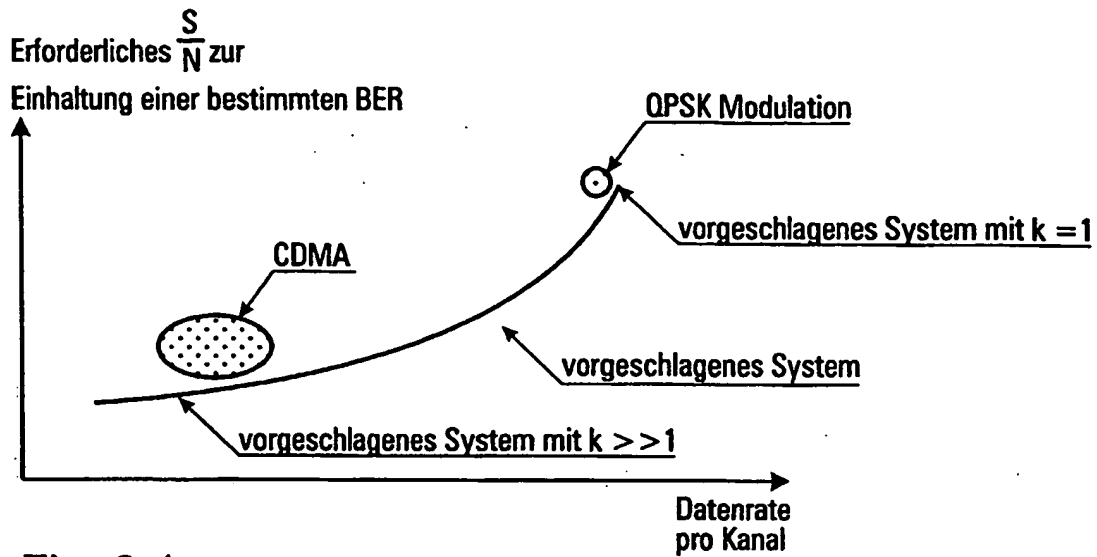 Erforderliches S/N zur
Einhaltung einer bestimmten BER
QPSK Modulation
vorgeschlagenes System mit k = 1
CDMA
vorgeschlagenes System
vorgeschlagenes System mit k >>1
Datenrate
pro Kanal